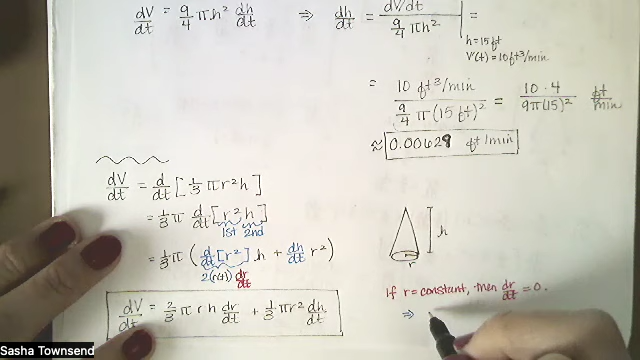 dV/dt = 9/4 πh² dh/dt ⇒ dh/dt = dV/dt / 9/4 πh² | =
h = 15 ft
V'(t) = 10 ft³/min
= 10 ft³/min / 9/4 π(15 ft)² = 10·4 / 9π(15)² ft/min
≈ 0.00629 ft/min
dV/dt = d/dt [1/3 πr²h]
= 1/3 π d/dt [r²h]
1st 2nd
= 1/3 π (d/dt[r²]·h + dh/dt r²)
2(r(t)) dr/dt
dV/dt = 2/3 π r h dr/dt + 1/3 πr² dh/dt
h
r
If r = constant, then dr/dt = 0.
⇒
Sasha Townsend